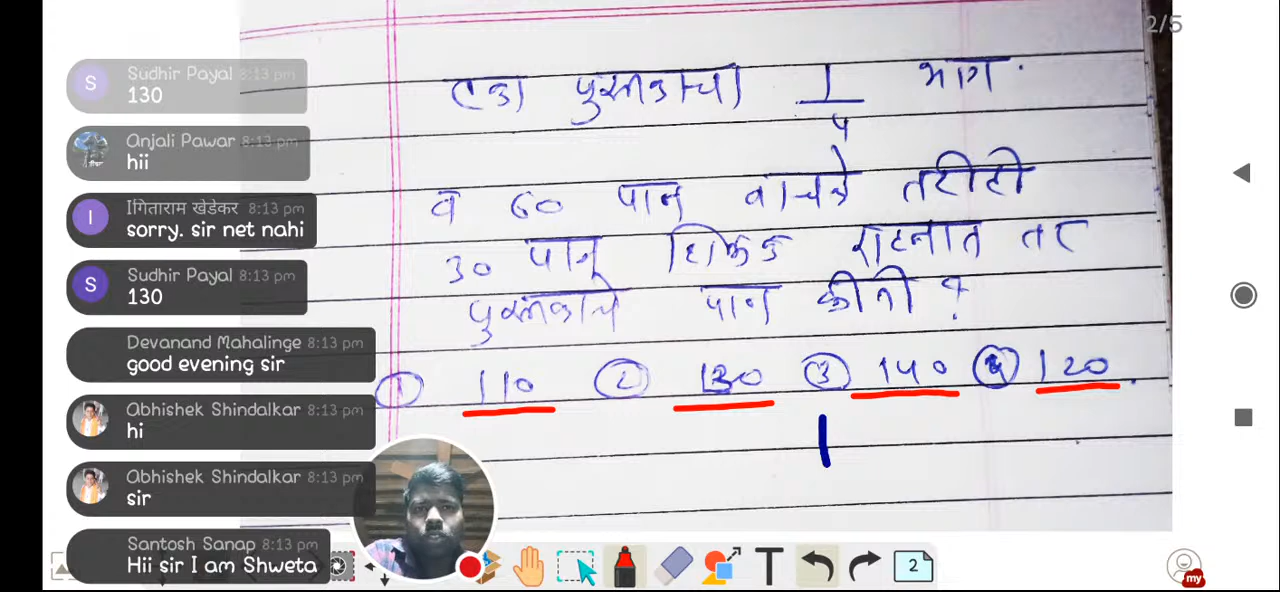 2/5
Sudhir Payal 8:13 pm
130
Anjali Pawar 8:13 pm
hii
Iगिताराम खेडेकर 8:13 pm
sorry. sir net nahi
Sudhir Payal 8:13 pm
130
Devanand Mahalinge 8:13 pm
good evening sir
Abhishek Shindalkar 8:13 pm
hi
Abhishek Shindalkar 8:13 pm
sir
Santosh Sanap 8:13 pm
Hii sir I am Shweta
एका पुस्तकाचा 1/५ भाग.
व 60 पान वाचले तरीही
30 पान शिल्लक राहतात तर
पुस्तकाचे पान कीती ?
① 110 ② 130 ③ 140 ④ 120.
S
S
I
T
2
my